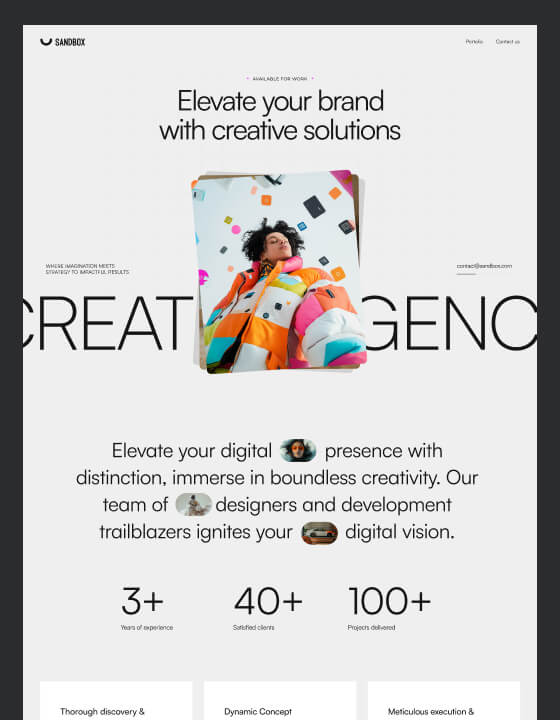 SANDBOX
Portfolio
Contact us
AVAILABLE FOR WORK
Elevate your brand
with creative solutions
WHERE IMAGINATION MEETS
STRATEGY TO IMPACTFUL RESULTS
contact@sandbox.com
CREAT
GENC
Elevate your digital presence with
distinction, immerse in boundless creativity. Our
team of designers and development
trailblazers ignites your digital vision.
3+
40+
100+
Years of experience
Satisfied clients
Projects delivered
Thorough discovery &
Dynamic Concept
Meticulous execution &